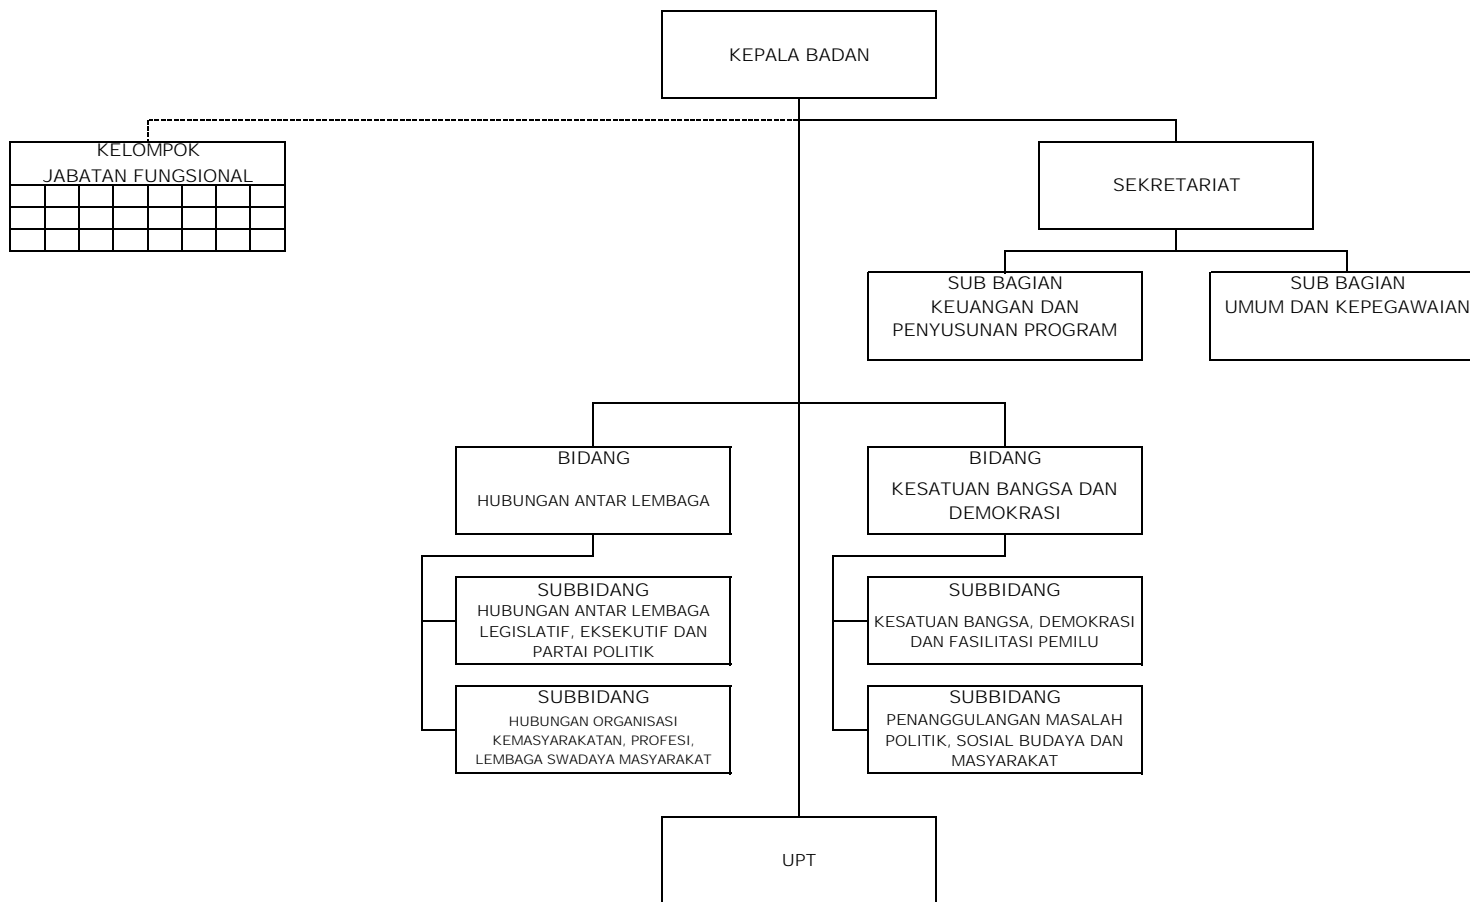 KEPALA BADAN
KELOMPOK
JABATAN FUNGSIONAL
SEKRETARIAT
SUB BAGIAN
KEUANGAN DAN
PENYUSUNAN PROGRAM
SUB BAGIAN
UMUM DAN KEPEGAWAIAN
BIDANG
HUBUNGAN ANTAR LEMBAGA
BIDANG
KESATUAN BANGSA DAN
DEMOKRASI
SUBBIDANG
HUBUNGAN ANTAR LEMBAGA
LEGISLATIF, EKSEKUTIF DAN
PARTAI POLITIK
SUBBIDANG
KESATUAN BANGSA, DEMOKRASI
DAN FASILITASI PEMILU
SUBBIDANG
HUBUNGAN ORGANISASI
KEMASYARAKATAN, PROFESI,
LEMBAGA SWADAYA MASYARAKAT
SUBBIDANG
PENANGGULANGAN MASALAH
POLITIK, SOSIAL BUDAYA DAN
MASYARAKAT
UPT